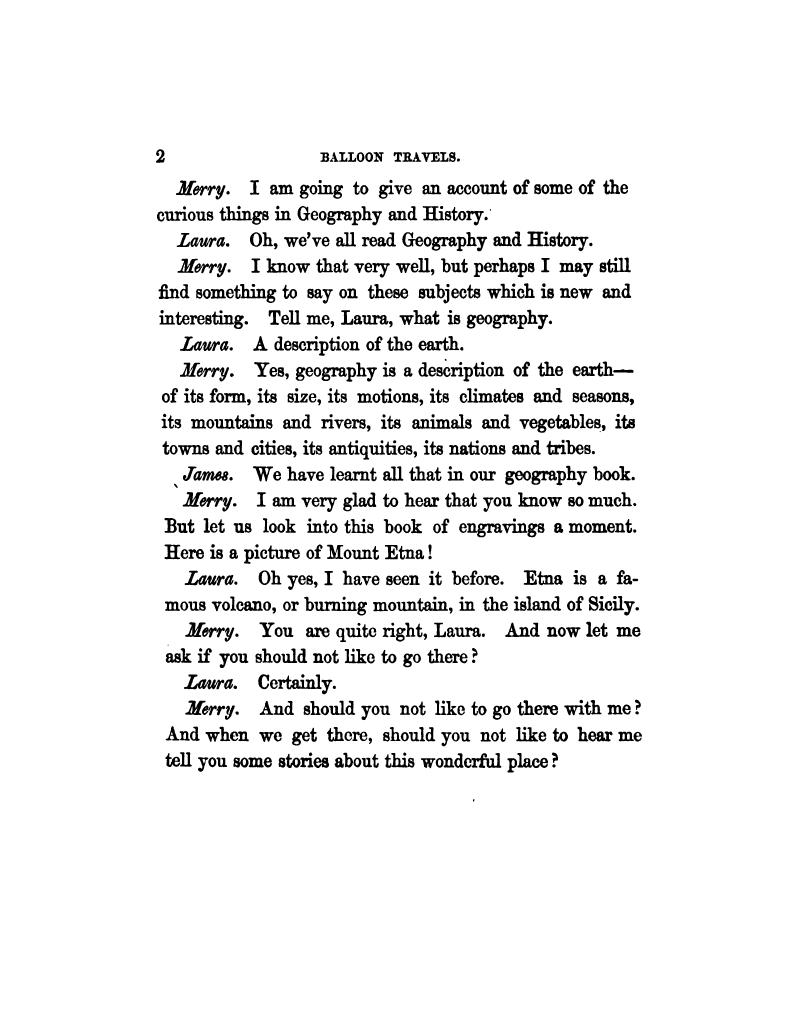 2 BALLOON TRAVELS.
Merry. I am going to give an account of some of the
curious things in Geography and History.
Laura. Oh, we've all read Geography and History.
Merry. I know that very well, but perhaps I may still
find something to say on these subjects which is new and
interesting. Tell me, Laura, what is geography.
Laura. A description of the earth.
Merry. Yes, geography is a description of the earth—
of its form, its size, its motions, its climates and seasons,
its mountains and rivers, its animals and vegetables, its
towns and cities, its antiquities, its nations and tribes.
James. We have learnt all that in our geography book.
Merry. I am very glad to hear that you know so much.
But let us look into this book of engravings a moment.
Here is a picture of Mount Etna!
Laura. Oh yes, I have seen it before. Etna is a fa-
mous volcano, or burning mountain, in the island of Sicily.
Merry. You are quite right, Laura. And now let me
ask if you should not like to go there?
Laura. Certainly.
Merry. And should you not like to go there with me?
And when we get there, should you not like to hear me
tell you some stories about this wonderful place?